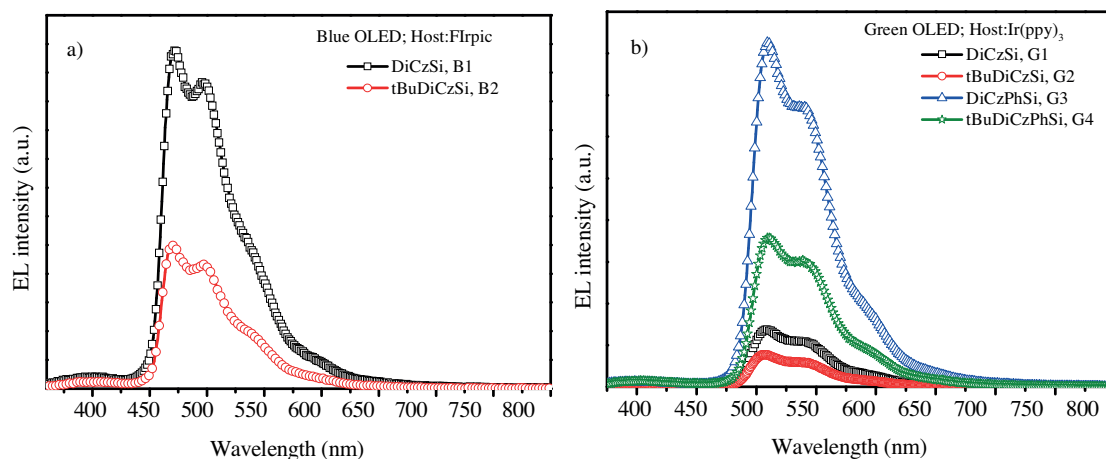 a)
Blue OLED; Host:FIrpic
DiCzSi, B1
tBuDiCzSi, B2
EL intensity (a.u.)
400 450 500 550 600 650 700 750 800
Wavelength (nm)
b)
Green OLED; Host:Ir(ppy)3
DiCzSi, G1
tBuDiCzSi, G2
DiCzPhSi, G3
tBuDiCzPhSi, G4
EL intensity (a.u.)
400 450 500 550 600 650 700 750 800
Wavelength (nm)